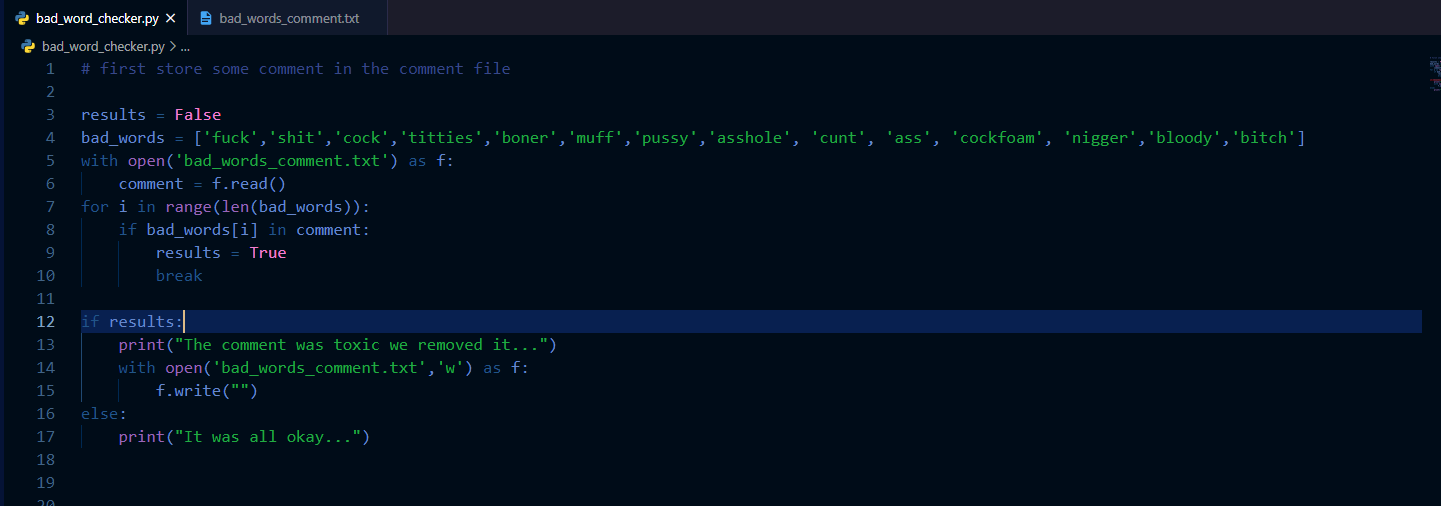 bad_word_checker.py × bad_words_comment.txt
bad_word_checker.py > ...
1 # first store some comment in the comment file
2
3 results = False
4 bad_words = ['fuck','shit','cock','titties','boner','muff','pussy','asshole', 'cunt', 'ass', 'cockfoam', 'nigger','bloody','bitch']
5 with open('bad_words_comment.txt') as f:
6     comment = f.read()
7 for i in range(len(bad_words)):
8     if bad_words[i] in comment:
9         results = True
10         break
11
12 if results:
13     print("The comment was toxic we removed it...")
14     with open('bad_words_comment.txt','w') as f:
15         f.write("")
16 else:
17     print("It was all okay...")
18
19
20